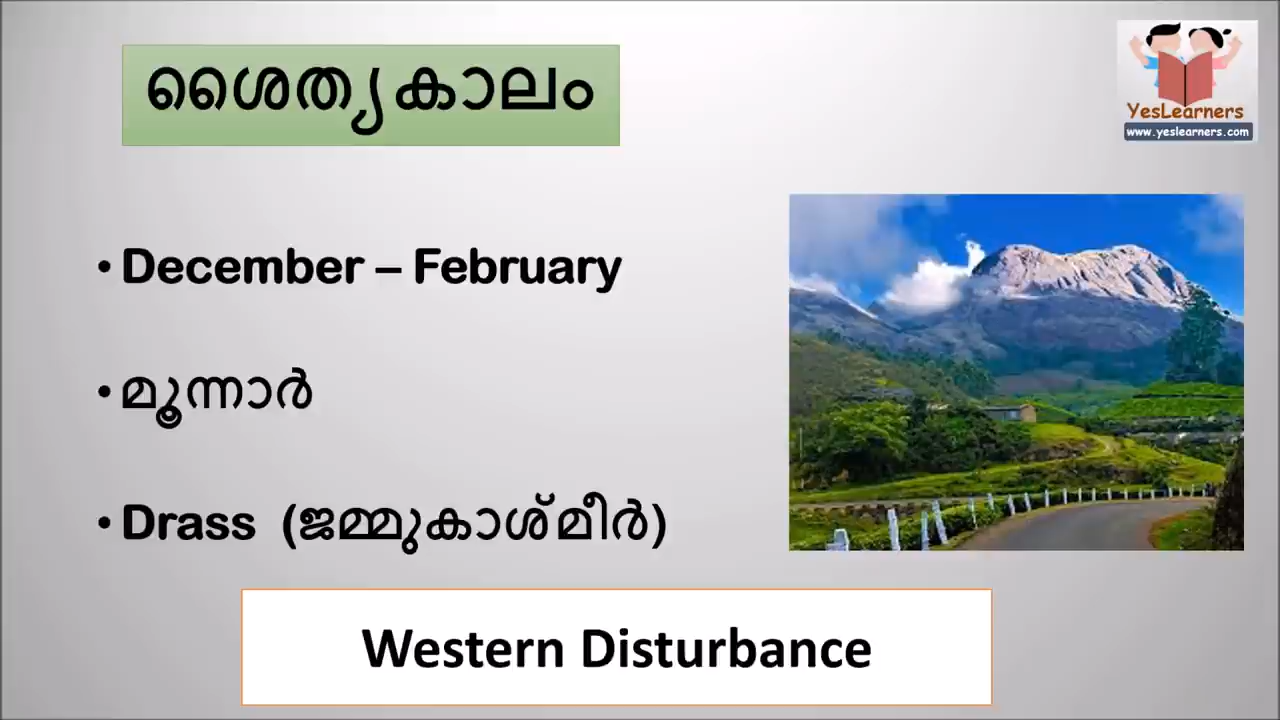 ശൈത്യകാലം
YesLearners
www.yeslearners.com
• December – February
• മൂന്നാർ
• Drass (ജമ്മുകാശ്മീർ)
Western Disturbance